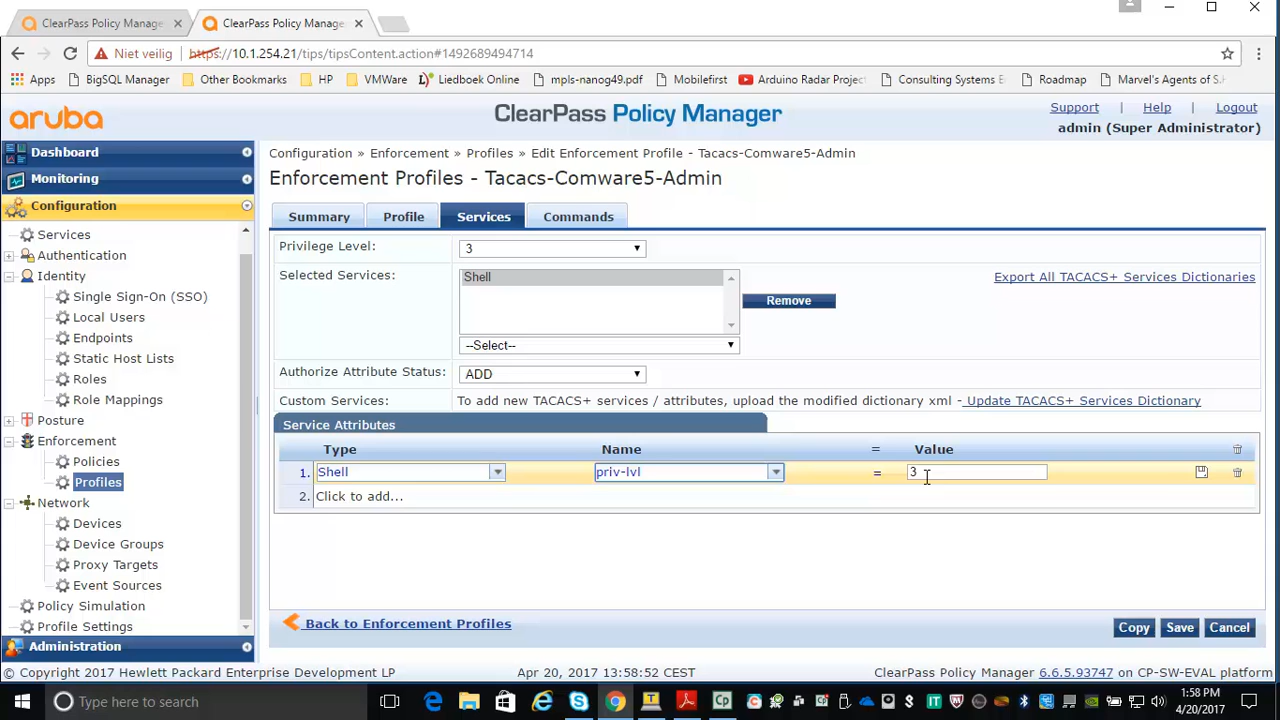 ClearPass Policy Manage
ClearPass Policy Manage
Niet veilig https://10.1.254.21/tips/tipsContent.action#1492689494714
Apps BigSQL Manager Other Bookmarks HP VMWare Liedboek Online mpls-nanog49.pdf Mobilefirst Arduino Radar Projec Consulting Systems E Roadmap Marvel's Agents of S.H
aruba
ClearPass Policy Manager
Support | Help | Logout
admin (Super Administrator)
Dashboard
Monitoring
Configuration
Services
Authentication
Identity
Single Sign-On (SSO)
Local Users
Endpoints
Static Host Lists
Roles
Role Mappings
Posture
Enforcement
Policies
Profiles
Network
Devices
Device Groups
Proxy Targets
Event Sources
Policy Simulation
Profile Settings
Administration
Configuration » Enforcement » Profiles » Edit Enforcement Profile - Tacacs-Comware5-Admin
Enforcement Profiles - Tacacs-Comware5-Admin
Summary Profile Services Commands
Privilege Level: 3
Selected Services: Shell
Export All TACACS+ Services Dictionaries
Remove
--Select--
Authorize Attribute Status: ADD
Custom Services: To add new TACACS+ services / attributes, upload the modified dictionary xml - Update TACACS+ Services Dictionary
Service Attributes
Type Name = Value
1. Shell priv-lvl = 3
2. Click to add...
Back to Enforcement Profiles
Copy Save Cancel
© Copyright 2017 Hewlett Packard Enterprise Development LP Apr 20, 2017 13:58:52 CEST ClearPass Policy Manager 6.6.5.93747 on CP-SW-EVAL platform
Type here to search
1:58 PM
4/20/2017